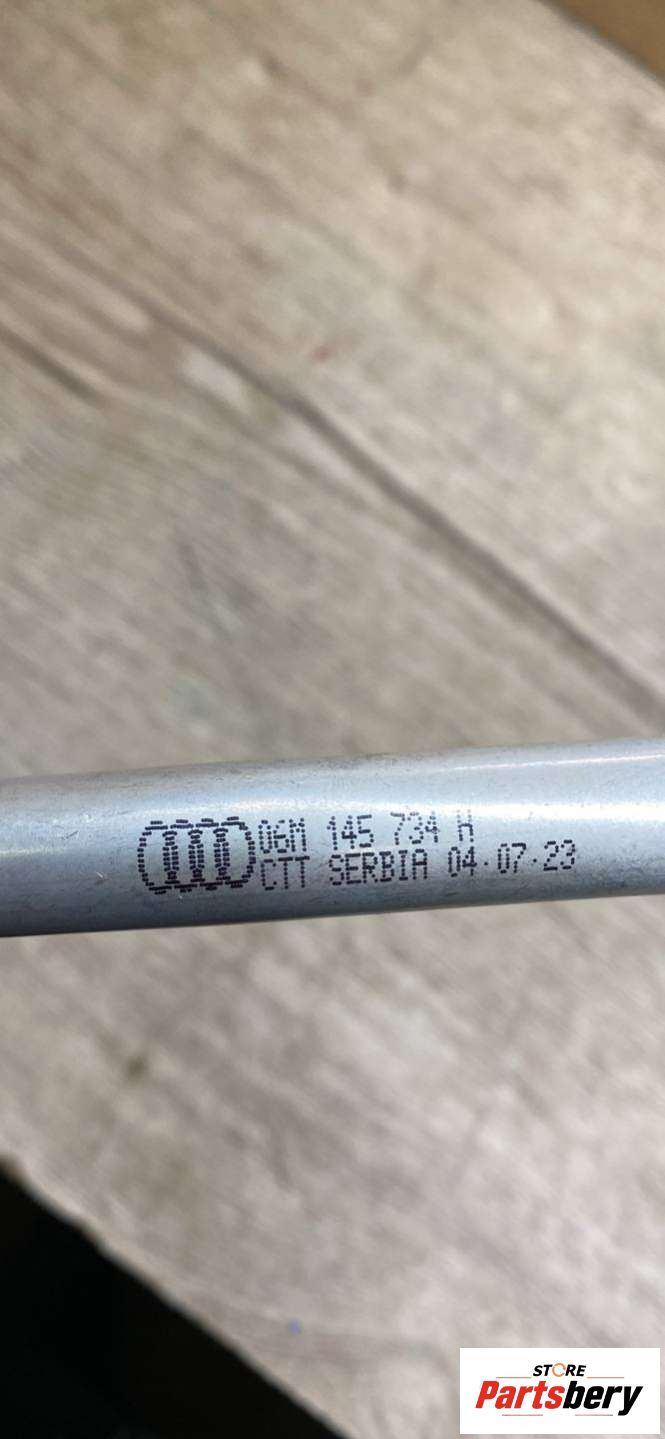 06M 145 734 H
CTT SERBIA 04.07.23
STORE
Partsbery